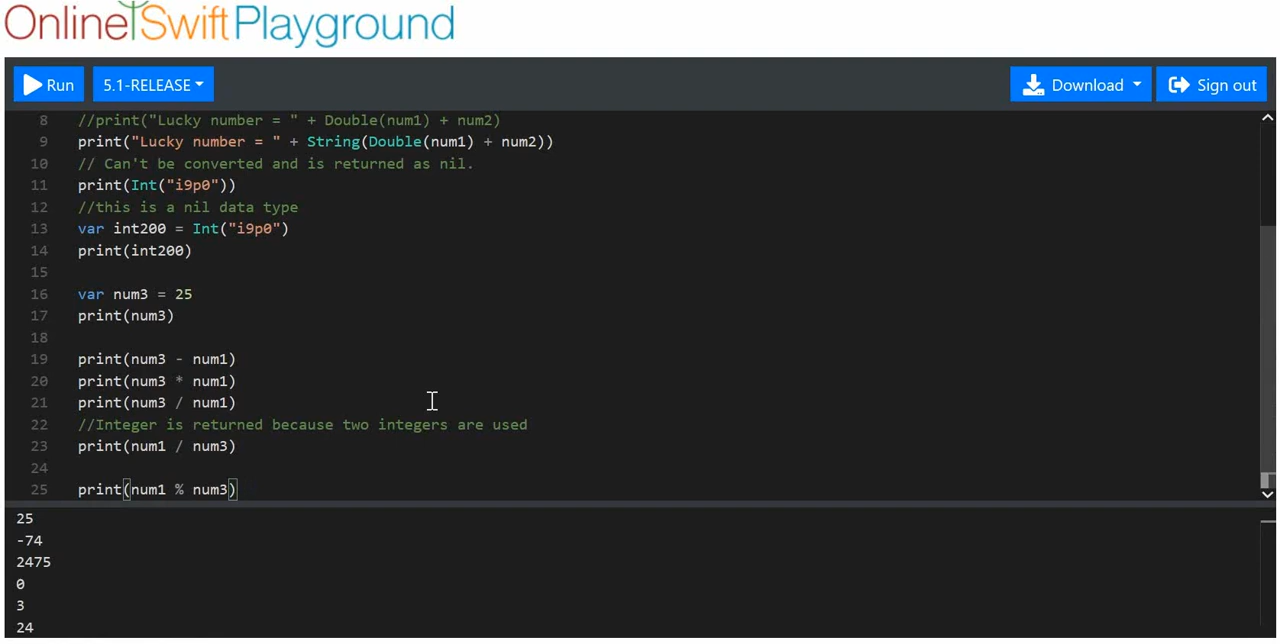 Online Swift Playground
Run 5.1-RELEASE Download Sign out
8 //print("Lucky number = " + Double(num1) + num2)
9 print("Lucky number = " + String(Double(num1) + num2))
10 // Can't be converted and is returned as nil.
11 print(Int("i9p0"))
12 //this is a nil data type
13 var int200 = Int("i9p0")
14 print(int200)
15
16 var num3 = 25
17 print(num3)
18
19 print(num3 - num1)
20 print(num3 * num1)
21 print(num3 / num1)
22 //Integer is returned because two integers are used
23 print(num1 / num3)
24
25 print(num1 % num3)
25
-74
2475
0
3
24